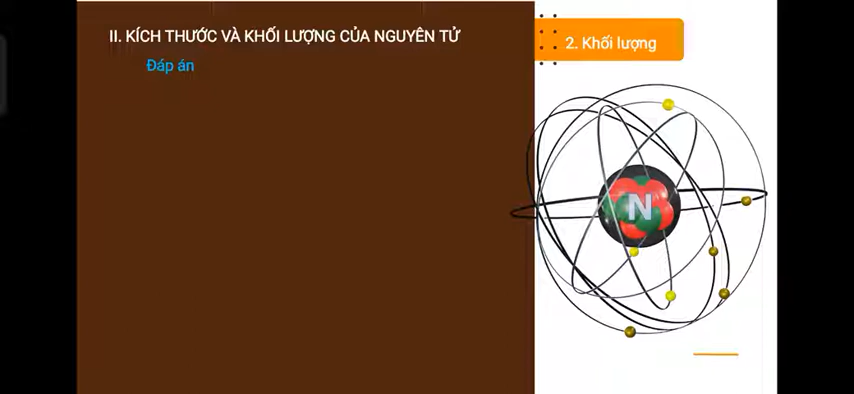 II. KÍCH THƯỚC VÀ KHỐI LƯỢNG CỦA NGUYÊN TỬ
2. Khối lượng
Đáp án
N